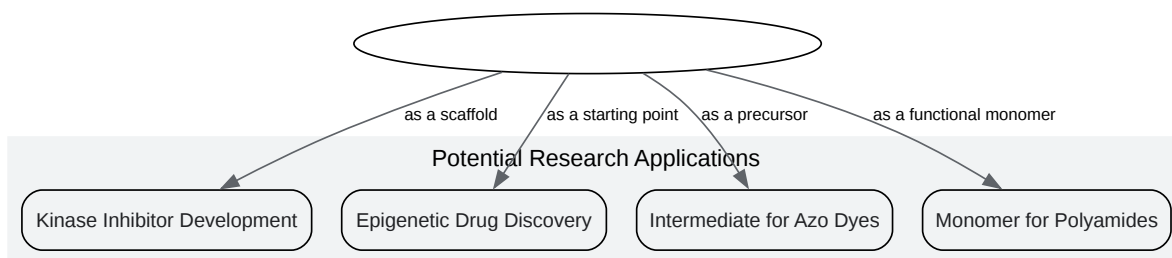 as a scaffold
as a starting point
as a precursor
as a functional monomer
Potential Research Applications
Kinase Inhibitor Development
Epigenetic Drug Discovery
Intermediate for Azo Dyes
Monomer for Polyamides